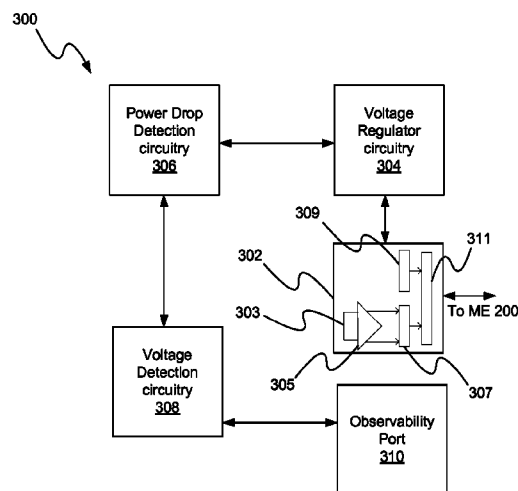 300
Power Drop
Detection
circuitry
306
Voltage
Regulator
circuitry
304
309
311
302
303
To ME 200
305
307
Voltage
Detection
circuitry
308
Observability
Port
310